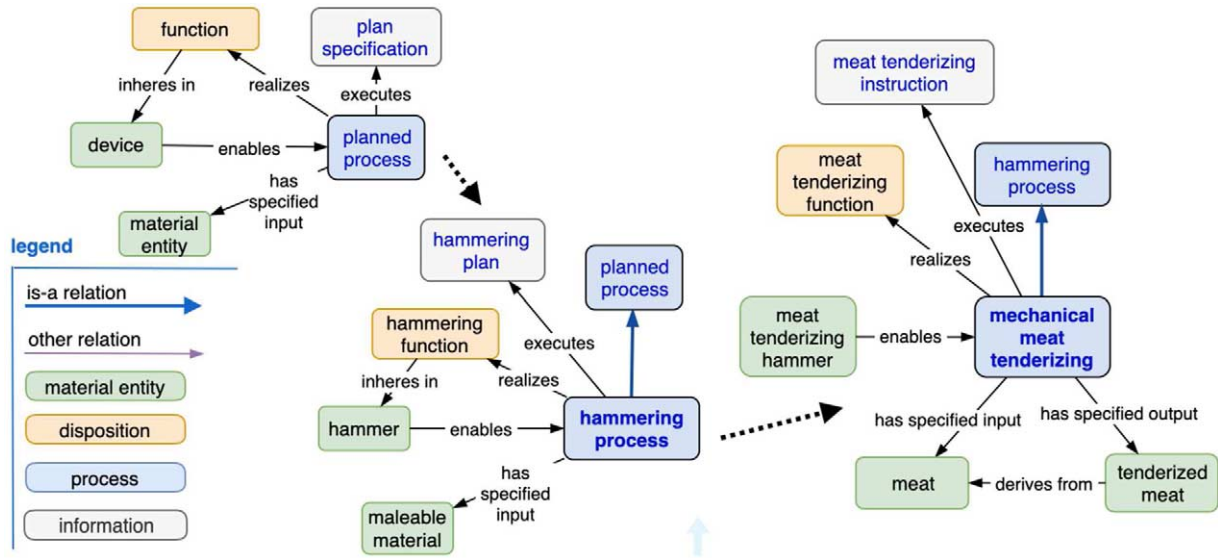 function
plan
specification
inheres in
realizes
executes
device
enables
planned
process
has
specified
input
material
entity
legend
is-a relation
other relation
material entity
disposition
process
information
hammering
plan
planned
process
hammering
function
executes
inheres in
realizes
hammer
enables
hammering
process
has
specified
input
maleable
material
meat tenderizing
instruction
meat
tenderizing
function
hammering
process
executes
realizes
meat
tenderizing
hammer
enables
mechanical
meat
tenderizing
has specified input
has specified output
meat
derives from
tenderized
meat